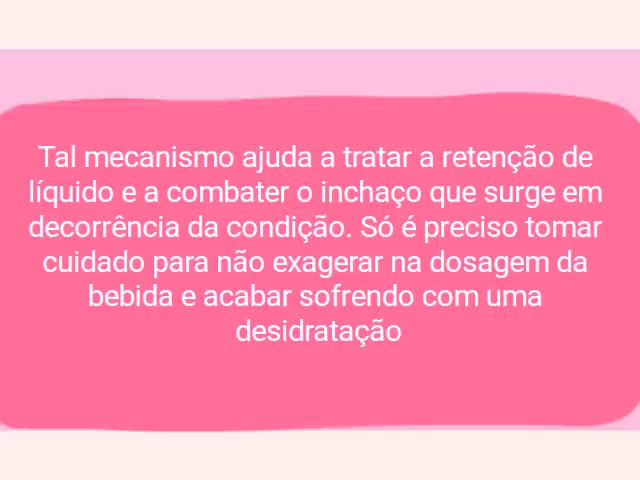 Tal mecanismo ajuda a tratar a retenção de
líquido e a combater o inchaço que surge em
decorrência da condição. Só é preciso tomar
cuidado para não exagerar na dosagem da
bebida e acabar sofrendo com uma
desidratação